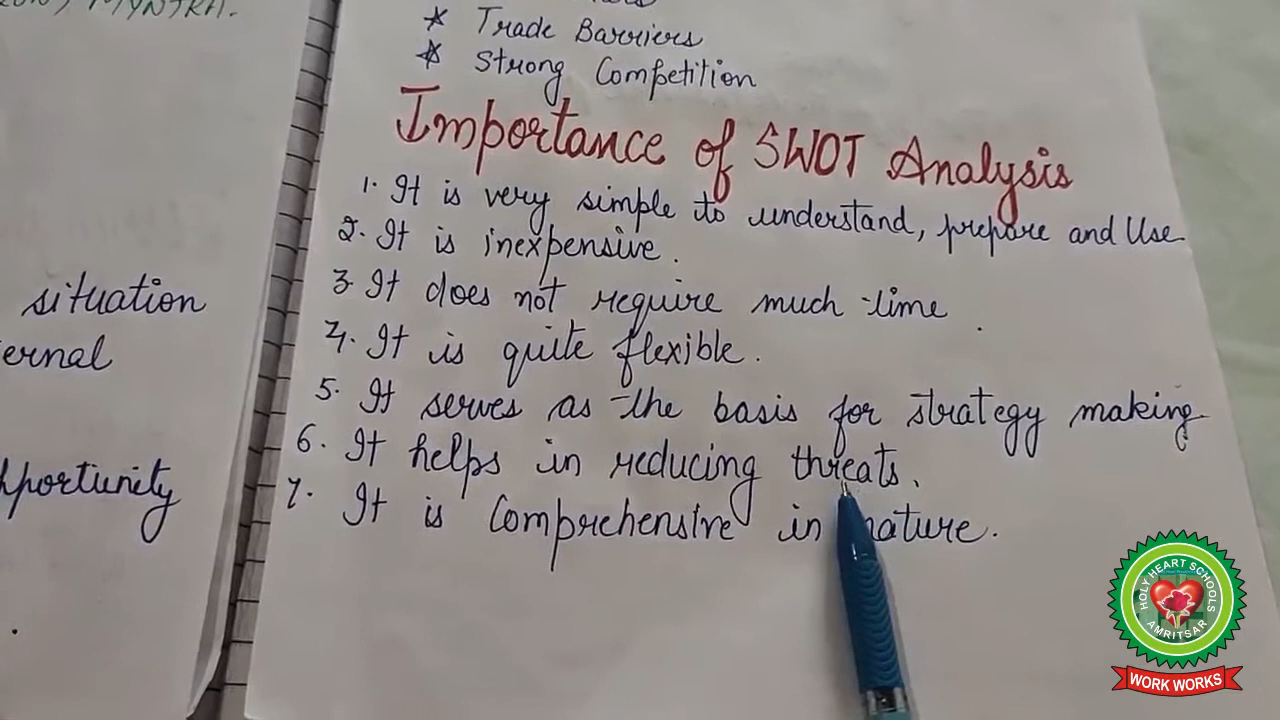 MYNTRA.
situation
ernal
pportunity
* Trade Barriers
* Strong Competition
Importance of SWOT Analysis
1. It is very simple to understand, prepare and Use
2. It is inexpensive.
3. It does not require much time.
4. It is quite flexible.
5. It serves as the basis for strategy making
6. It helps in reducing threats.
7. It is Comprehensive in nature.
HOLY HEART SCHOOLS
AMRITSAR
WORK WORKS